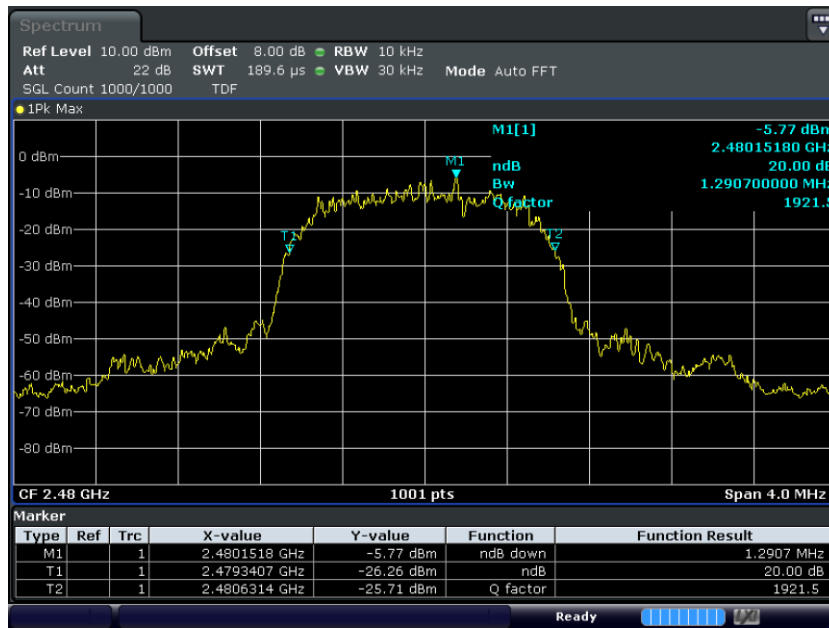 Spectrum
Ref Level 10.00 dBm Offset 8.00 dB RBW 10 kHz
Att 22 dB SWT 189.6 µs VBW 30 kHz Mode Auto FFT
SGL Count 1000/1000 TDF
1Pk Max
M1[1] -5.77 dBm
2.48015180 GHz
ndB 20.00 dB
Bw 1.290700000 MHz
Q factor 1921.5
0 dBm
-10 dBm
-20 dBm
-30 dBm
-40 dBm
-50 dBm
-60 dBm
-70 dBm
-80 dBm
M1
T1
T2
CF 2.48 GHz 1001 pts Span 4.0 MHz
Marker
Type Ref Trc X-value Y-value Function Function Result
M1 1 2.4801518 GHz -5.77 dBm ndB down 1.2907 MHz
T1 1 2.4793407 GHz -26.26 dBm ndB 20.00 dB
T2 1 2.4806314 GHz -25.71 dBm Q factor 1921.5
Ready